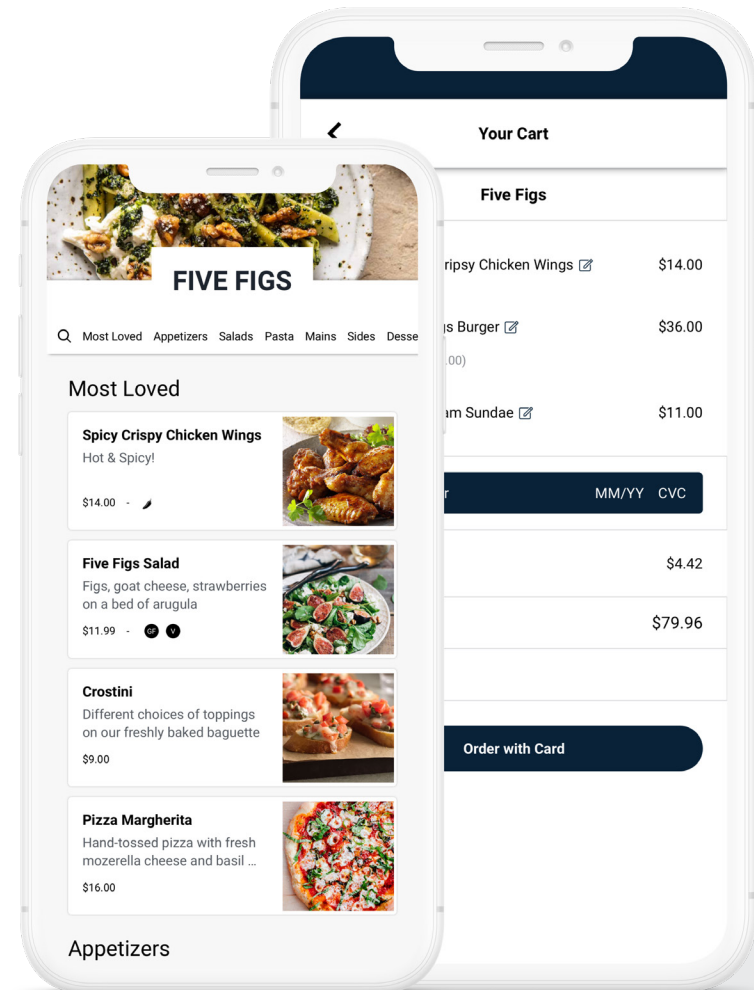 FIVE FIGS
Most Loved Appetizers Salads Pasta Mains Sides Desse
Most Loved
Spicy Crispy Chicken Wings
Hot & Spicy!
$14.00 -
Five Figs Salad
Figs, goat cheese, strawberries
on a bed of arugula
$11.99 - GF V
Crostini
Different choices of toppings
on our freshly baked baguette
$9.00
Pizza Margherita
Hand-tossed pizza with fresh
mozerella cheese and basil ...
$16.00
Appetizers
Your Cart
Five Figs
ripsy Chicken Wings $14.00
gs Burger $36.00
.00)
am Sundae $11.00
r MM/YY CVC
$4.42
$79.96
Order with Card